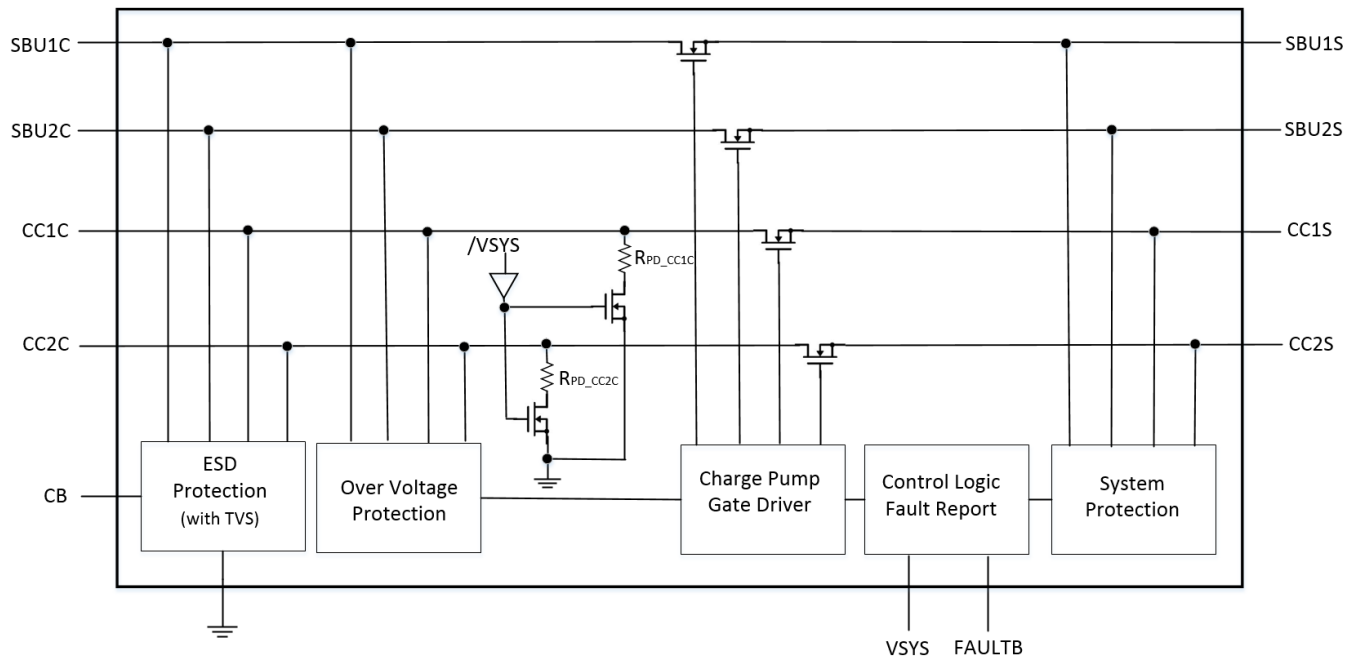 SBU1C
SBU1S
SBU2C
SBU2S
CC1C
/VSYS
RPD_CC1C
CC1S
CC2C
RPD_CC2C
CC2S
CB
ESD
Protection
(with TVS)
Over Voltage
Protection
Charge Pump
Gate Driver
Control Logic
Fault Report
System
Protection
VSYS
FAULTB